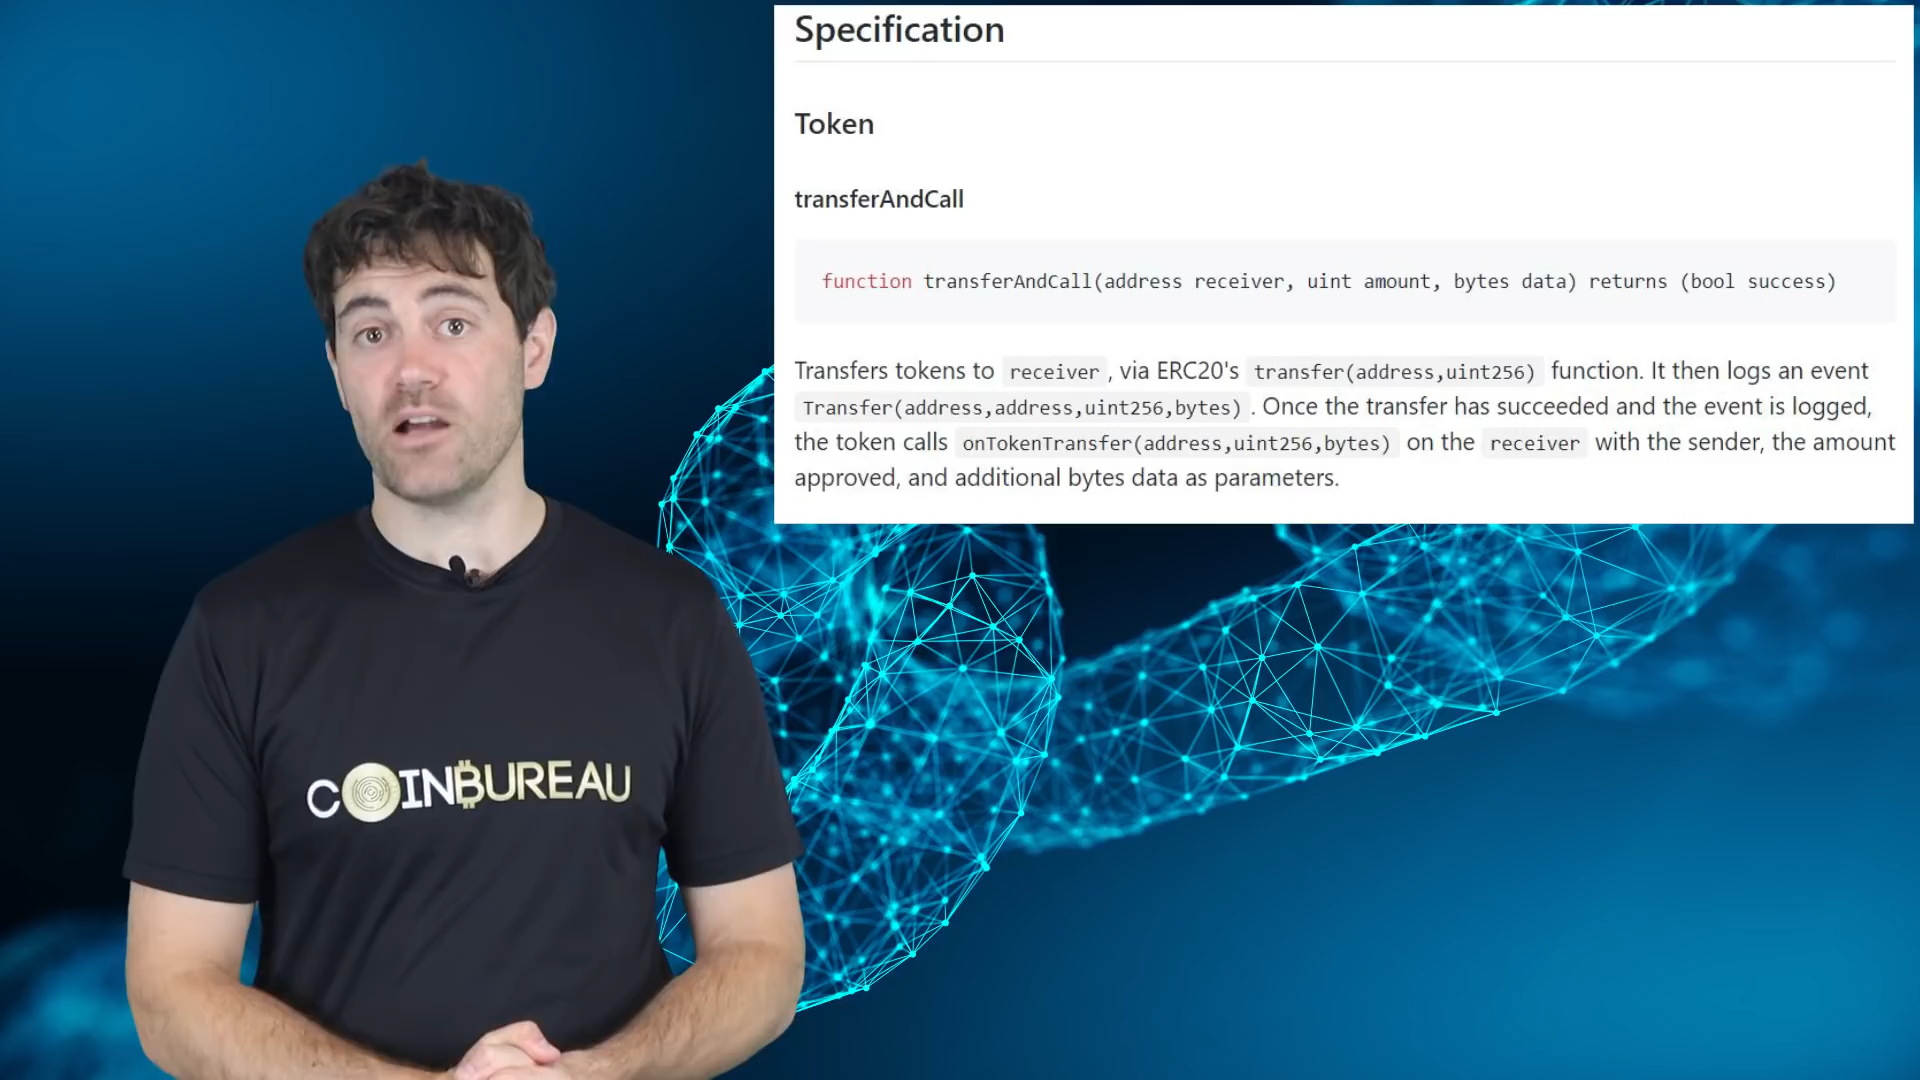 Specification
Token
transferAndCall
function transferAndCall(address receiver, uint amount, bytes data) returns (bool success)
Transfers tokens to receiver, via ERC20's transfer(address,uint256) function. It then logs an event
Transfer(address,address,uint256,bytes). Once the transfer has succeeded and the event is logged,
the token calls onTokenTransfer(address,uint256,bytes) on the receiver with the sender, the amount
approved, and additional bytes data as parameters.
COINBUREAU